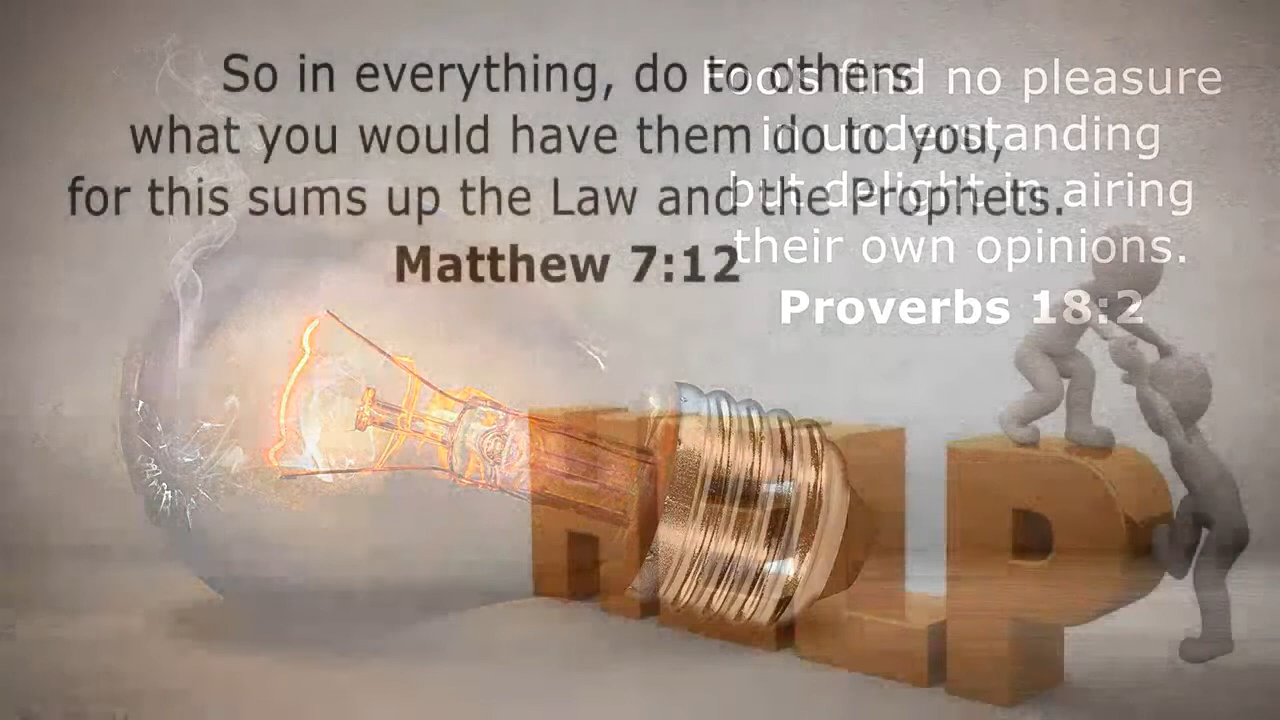 So in everything, do to others
what you would have them do to you,
for this sums up the Law and the Prophets.
Matthew 7:12
Fools find no pleasure
in understanding
but delight in airing
their own opinions.
Proverbs 18:2
HELP